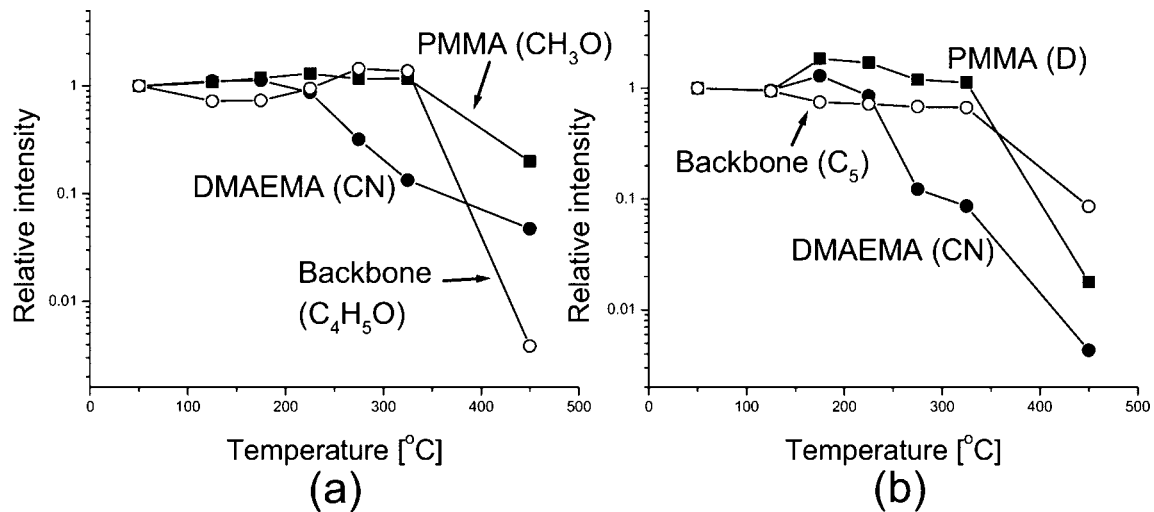 PMMA (CH₃O)
1
0.1
0.01
Relative intensity
DMAEMA (CN)
Backbone
(C₄H₅O)
0
100
200
300
400
500
Temperature [°C]
(a)
PMMA (D)
1
0.1
0.01
Relative intensity
Backbone (C₅)
DMAEMA (CN)
0
100
200
300
400
500
Temperature [°C]
(b)